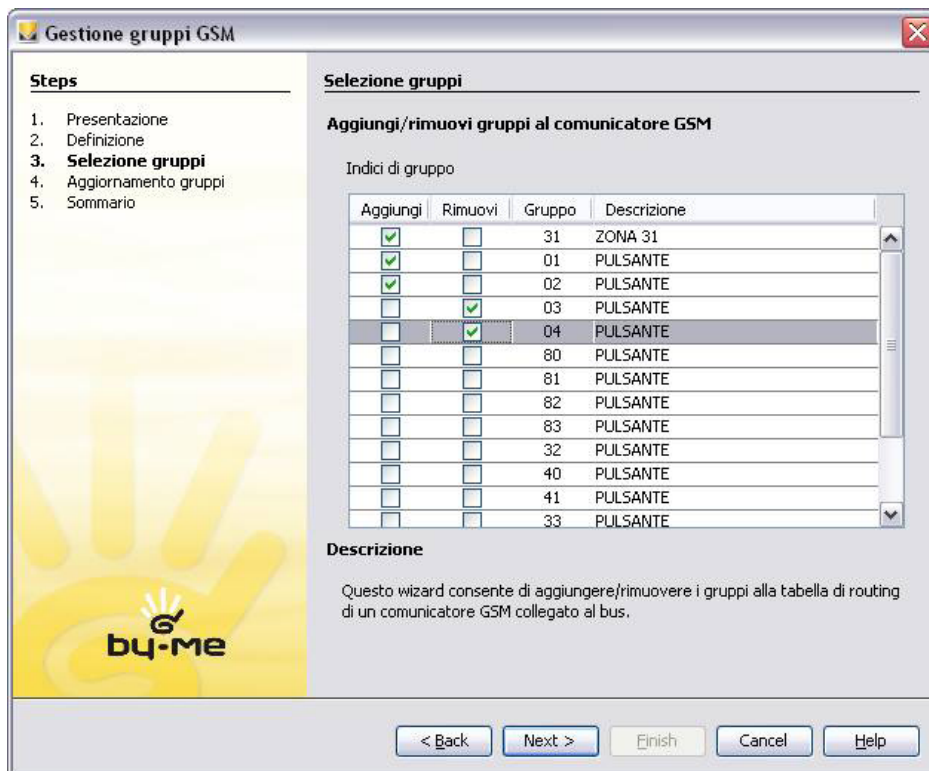 Gestione gruppi GSM
Steps
1. Presentazione
2. Definizione
3. Selezione gruppi
4. Aggiornamento gruppi
5. Sommario
by-me
Selezione gruppi
Aggiungi/rimuovi gruppi al comunicatore GSM
Indici di gruppo
Aggiungi Rimuovi Gruppo Descrizione
31 ZONA 31
01 PULSANTE
02 PULSANTE
03 PULSANTE
04 PULSANTE
80 PULSANTE
81 PULSANTE
82 PULSANTE
83 PULSANTE
32 PULSANTE
40 PULSANTE
41 PULSANTE
33 PULSANTE
Descrizione
Questo wizard consente di aggiungere/rimuovere i gruppi alla tabella di routing
di un comunicatore GSM collegato al bus.
< Back Next > Finish Cancel Help